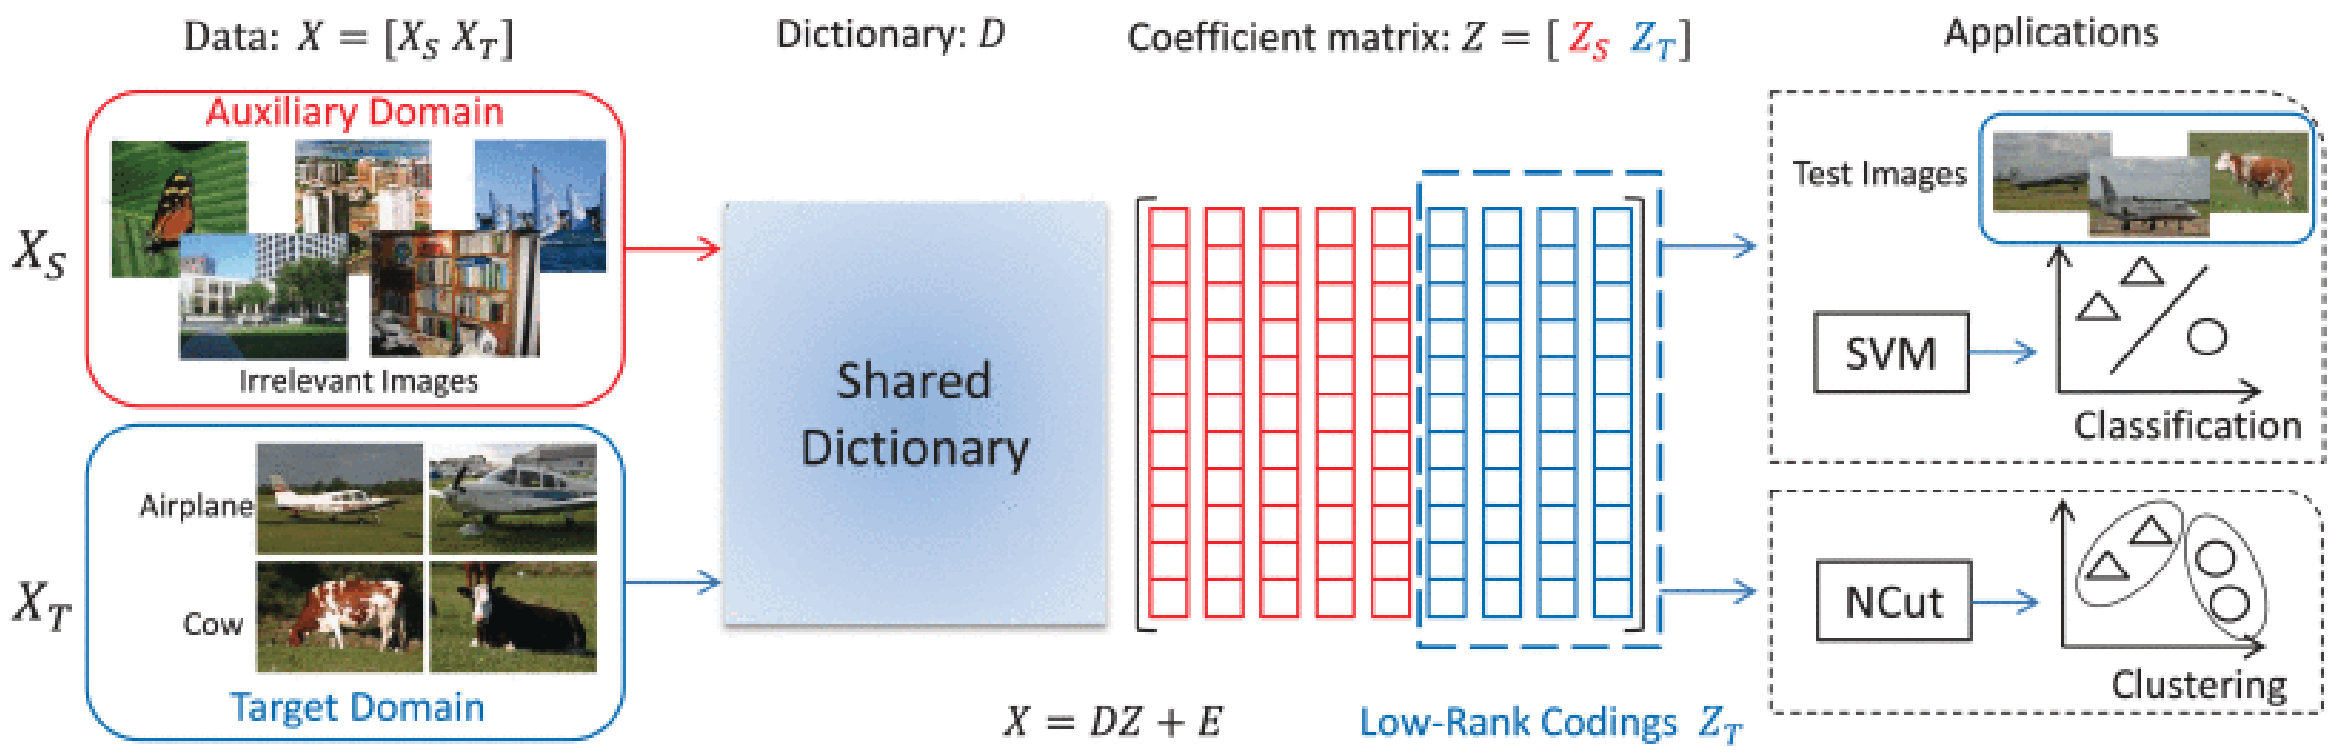 Data: X = [X_S X_T]
Dictionary: D
Coefficient matrix: Z = [ Z_S Z_T]
Applications
Auxiliary Domain
X_S
Irrelevant Images
Airplane
X_T
Cow
Target Domain
Shared
Dictionary
X = DZ + E
Low-Rank Codings Z_T
Test Images
SVM
Classification
NCut
Clustering